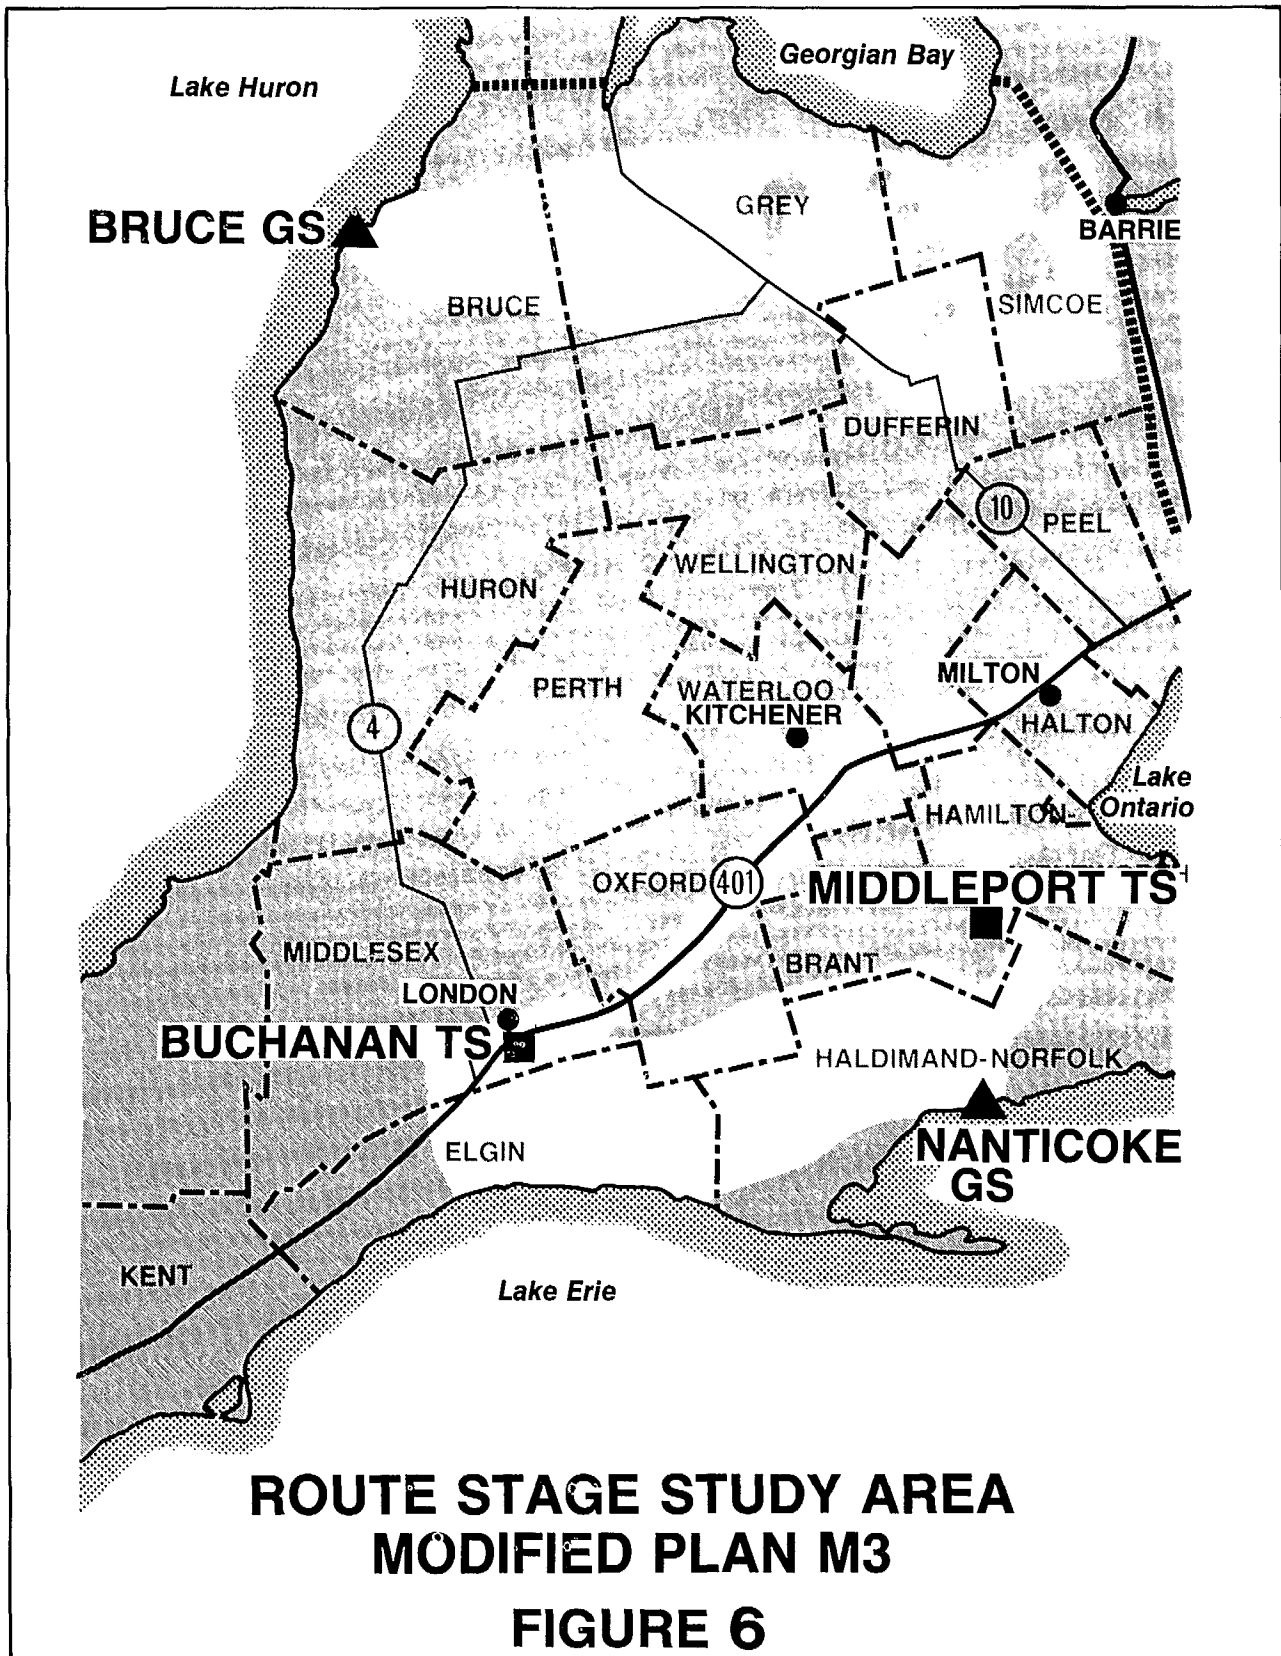 Georgian Bay
Lake Huron
GREY
BRUCE GS
BARRIE
BRUCE
SIMCOE
DUFFERIN
10
PEEL
WELLINGTON
HURON
MILTON
PERTH
WATERLOO
KITCHENER
4
HALTON
Lake
Ontario
HAMILTON-
OXFORD
401
MIDDLEPORT TS
MIDDLESEX
BRANT
LONDON
BUCHANAN TS
HALDIMAND-NORFOLK
ELGIN
NANTICOKE
GS
KENT
Lake Erie
ROUTE STAGE STUDY AREA
MODIFIED PLAN M3
FIGURE 6